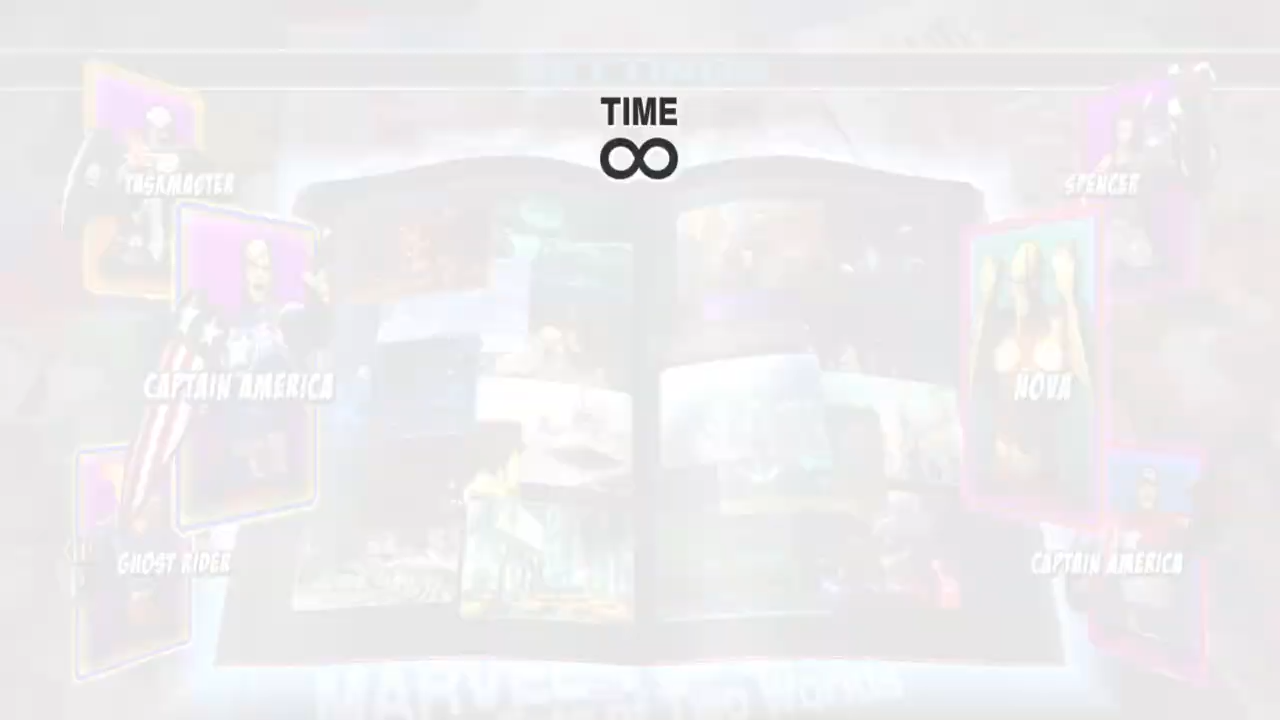 TIME
∞
TASKMASTER
SPENCER
CAPTAIN AMERICA
NOVA
GHOST RIDER
CAPTAIN AMERICA